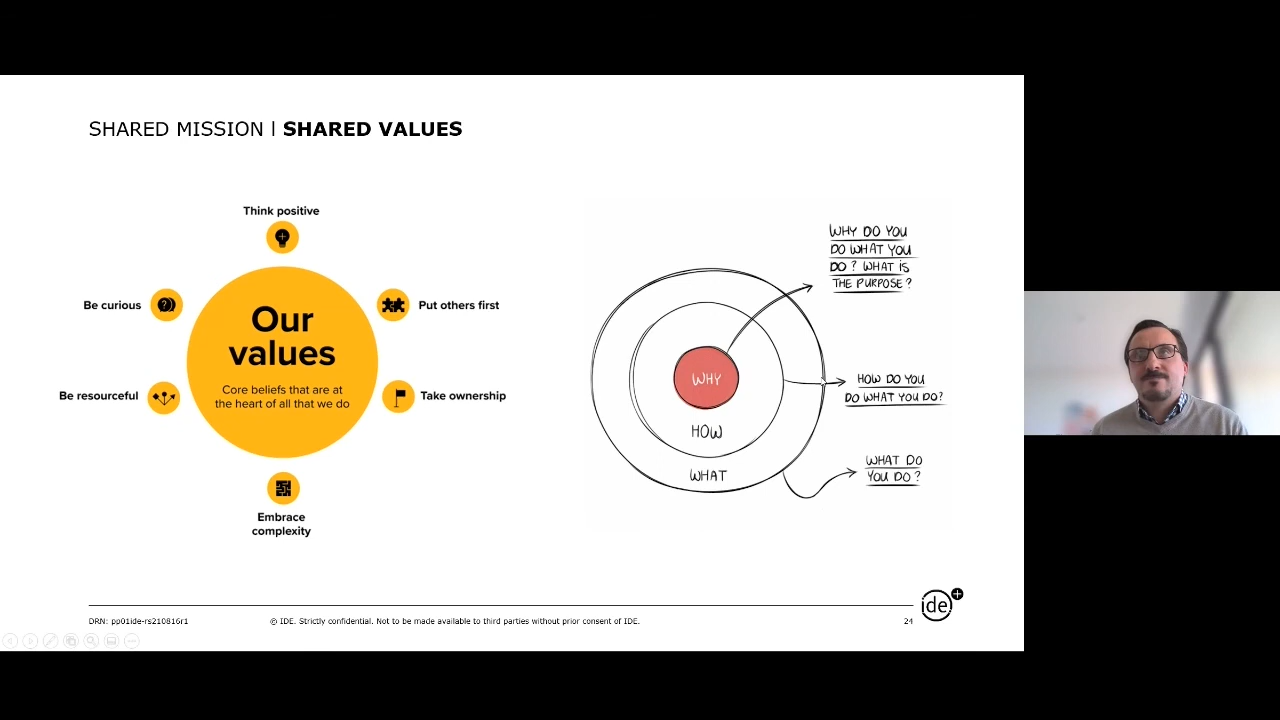 SHARED MISSION | SHARED VALUES
Think positive
Be curious
Put others first
Our
values
Core beliefs that are at
the heart of all that we do
Be resourceful
Take ownership
Embrace
complexity
WHY DO YOU
DO WHAT YOU
DO? WHAT IS
THE PURPOSE?
WHY
HOW DO YOU
DO WHAT YOU DO?
HOW
WHAT
WHAT DO
YOU DO?
ide+
DRN: pp01ide-rs210816r1
© IDE. Strictly confidential. Not to be made available to third parties without prior consent of IDE.
24